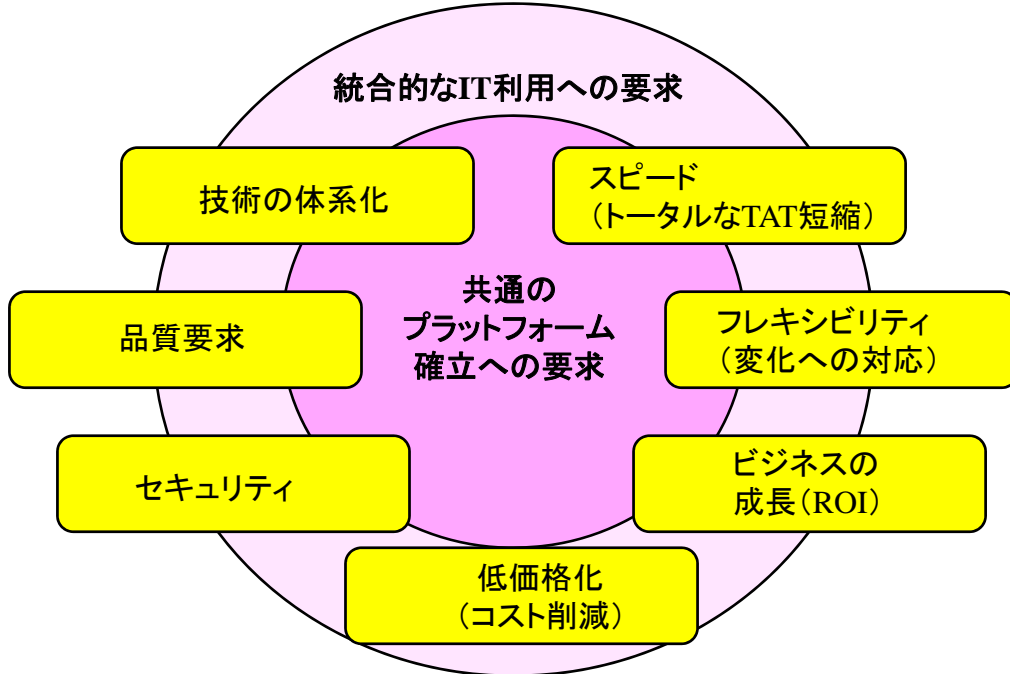 統合的なIT利用への要求
技術の体系化
スピード
（トータルなTAT短縮）
共通の
プラットフォーム
確立への要求
品質要求
フレキシビリティ
（変化への対応）
セキュリティ
ビジネスの
成長（ROI）
低価格化
（コスト削減）